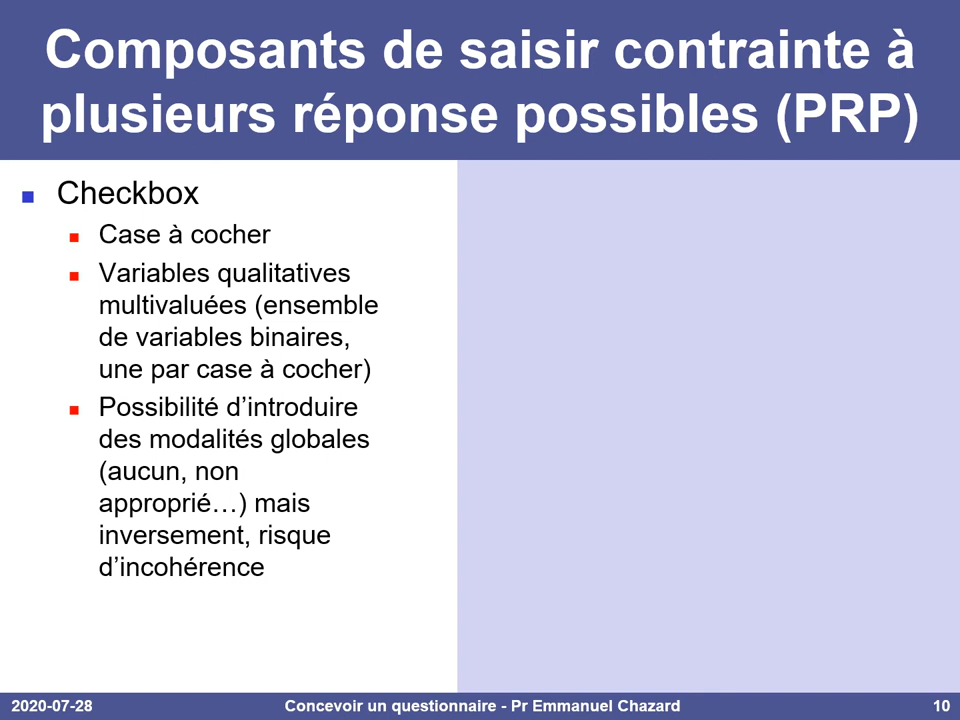 Composants de saisir contrainte à
plusieurs réponse possibles (PRP)
Checkbox
Case à cocher
Variables qualitatives
multivaluées (ensemble
de variables binaires,
une par case à cocher)
Possibilité d’introduire
des modalités globales
(aucun, non
approprié…) mais
inversement, risque
d’incohérence
2020-07-28
Concevoir un questionnaire - Pr Emmanuel Chazard
10